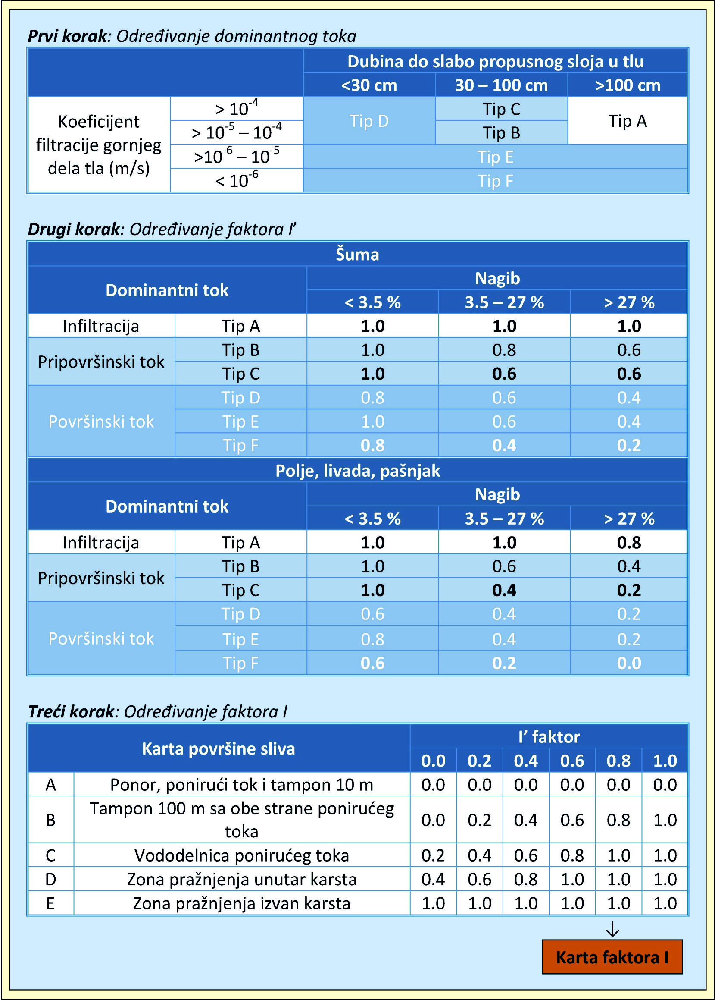 Prvi korak: Određivanje dominantnog toka
Dubina do slabo propusnog sloja u tlu
<30 cm 30 – 100 cm >100 cm
Koeficijent filtracije gornjeg dela tla (m/s)
> 10⁻⁴ Tip D Tip C Tip A
> 10⁻⁵ – 10⁻⁴ Tip B
>10⁻⁶ – 10⁻⁵ Tip E
< 10⁻⁶ Tip F
Drugi korak: Određivanje faktora I’
Šuma
Dominantni tok Nagib
< 3.5 % 3.5 – 27 % > 27 %
Infiltracija Tip A 1.0 1.0 1.0
Pripovršinski tok Tip B 1.0 0.8 0.6
Tip C 1.0 0.6 0.6
Površinski tok Tip D 0.8 0.6 0.4
Tip E 1.0 0.6 0.4
Tip F 0.8 0.4 0.2
Polje, livada, pašnjak
Dominantni tok Nagib
< 3.5 % 3.5 – 27 % > 27 %
Infiltracija Tip A 1.0 1.0 0.8
Pripovršinski tok Tip B 1.0 0.6 0.4
Tip C 1.0 0.4 0.2
Površinski tok Tip D 0.6 0.4 0.2
Tip E 0.8 0.4 0.2
Tip F 0.6 0.2 0.0
Treći korak: Određivanje faktora I
Karta površine sliva I’ faktor
0.0 0.2 0.4 0.6 0.8 1.0
A Ponor, ponirući tok i tampon 10 m 0.0 0.0 0.0 0.0 0.0 0.0
B Tampon 100 m sa obe strane ponirućeg
toka 0.0 0.2 0.4 0.6 0.8 1.0
C Vododelnica ponirućeg toka 0.2 0.4 0.6 0.8 1.0 1.0
D Zona pražnjenja unutar karsta 0.4 0.6 0.8 1.0 1.0 1.0
E Zona pražnjenja izvan karsta 1.0 1.0 1.0 1.0 1.0 1.0
↓
Karta faktora I